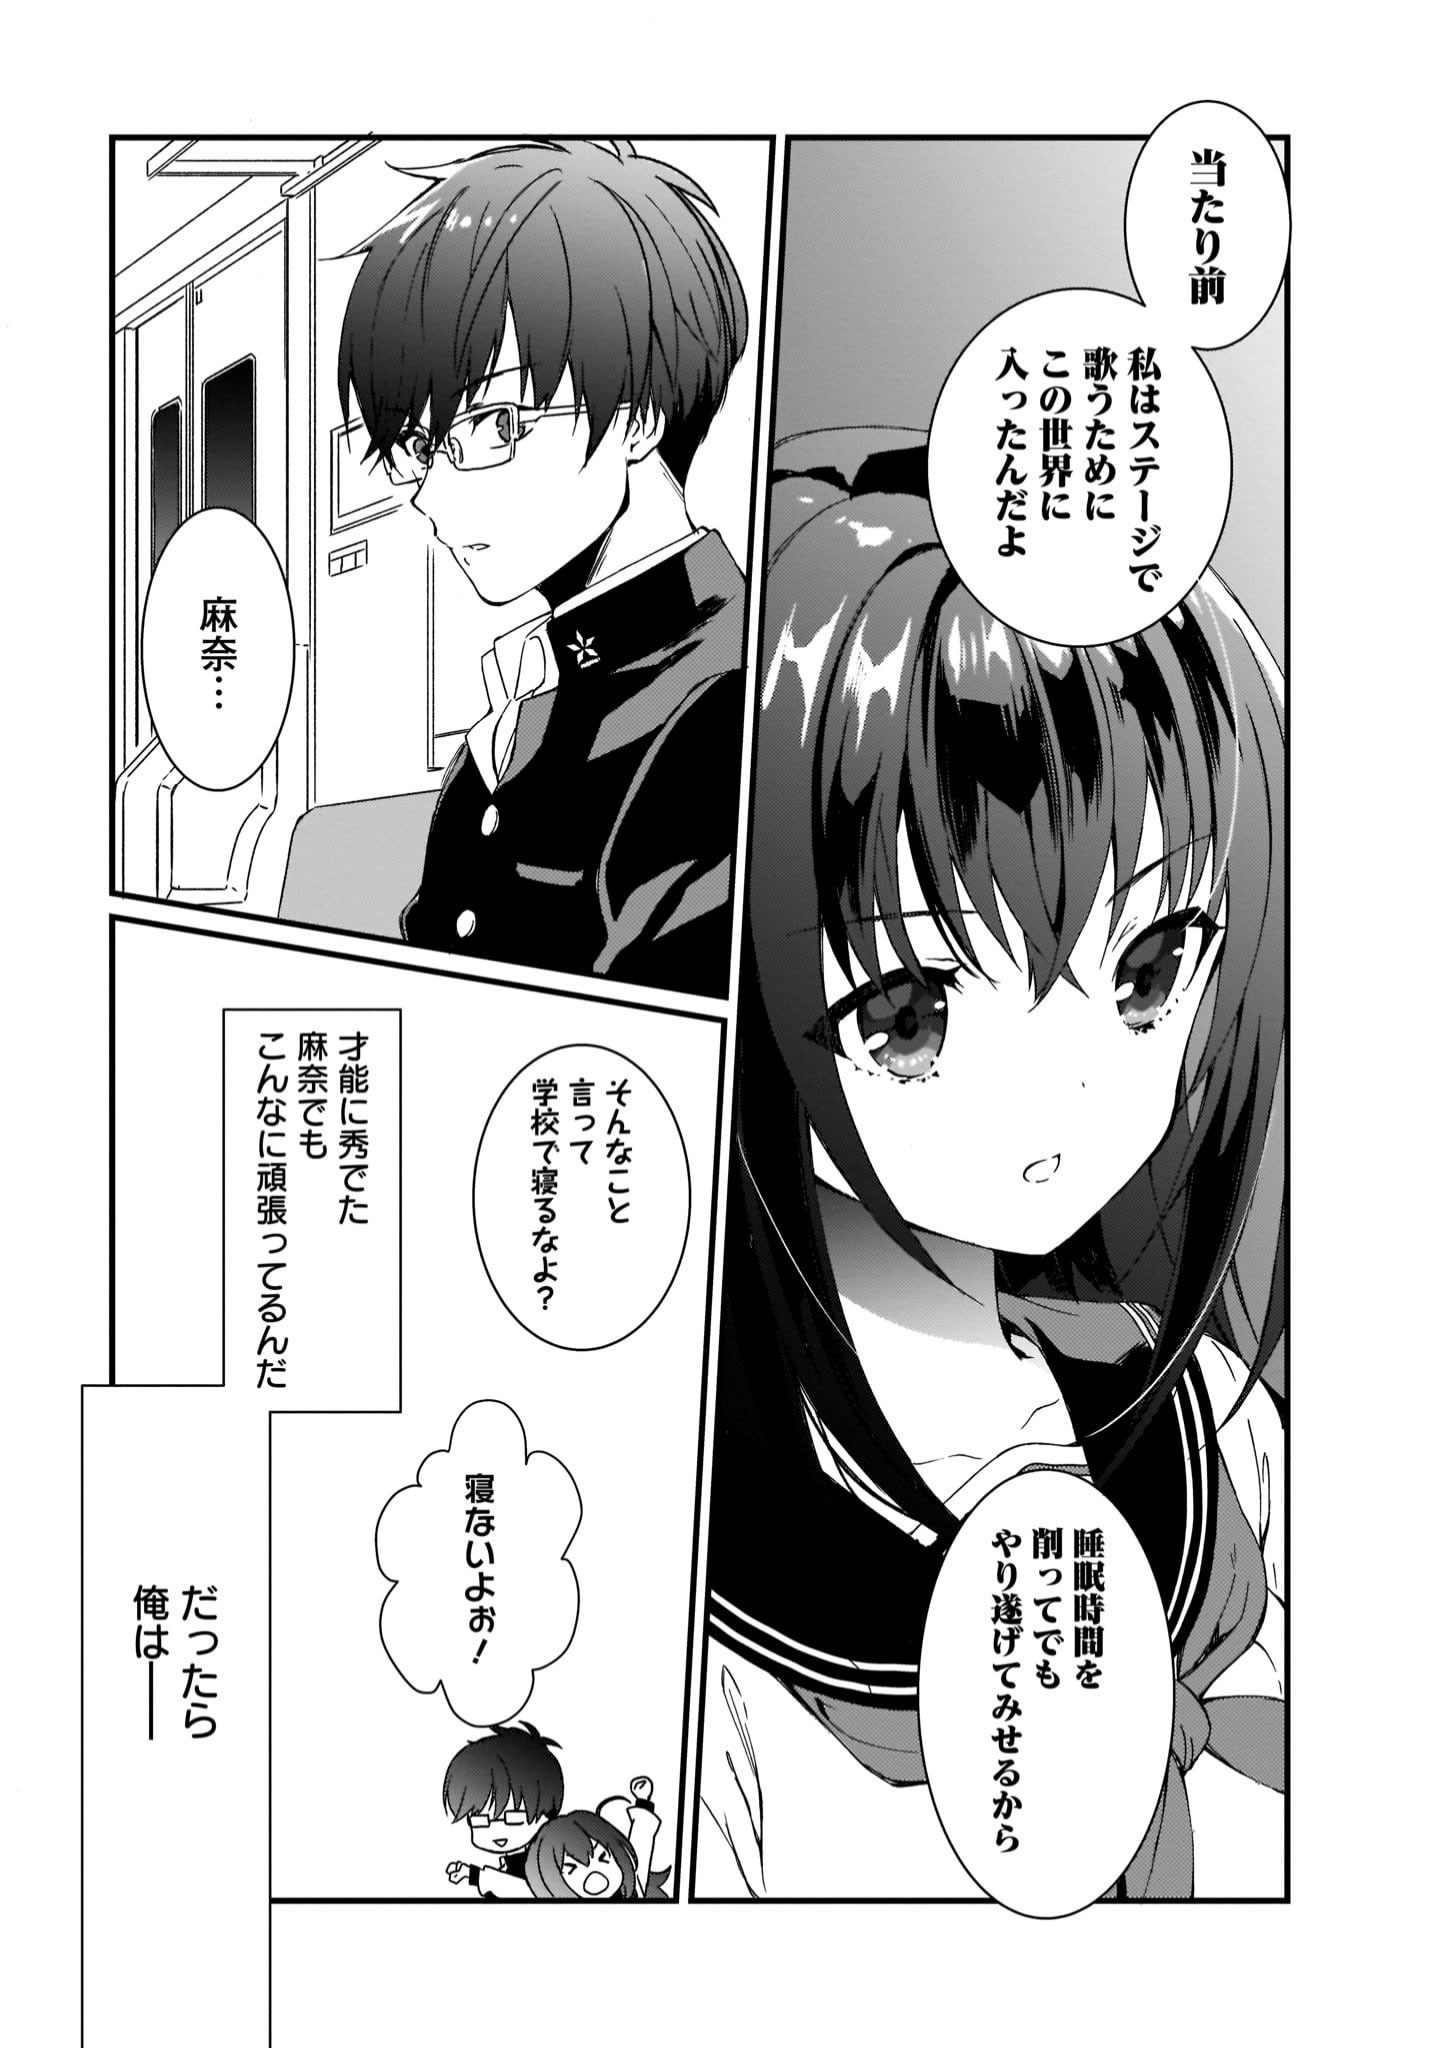 当たり前
私はステージで
歌うために
この世界に
入ったんだよ
睡眠時間を
削ってでも
やり遂げてみせるから
麻奈…
そんなこと
言って
学校で寝るなよ？
寝ないよぉ！
才能に秀でた
麻奈でも
こんなに頑張ってるんだ
だったら
俺は――